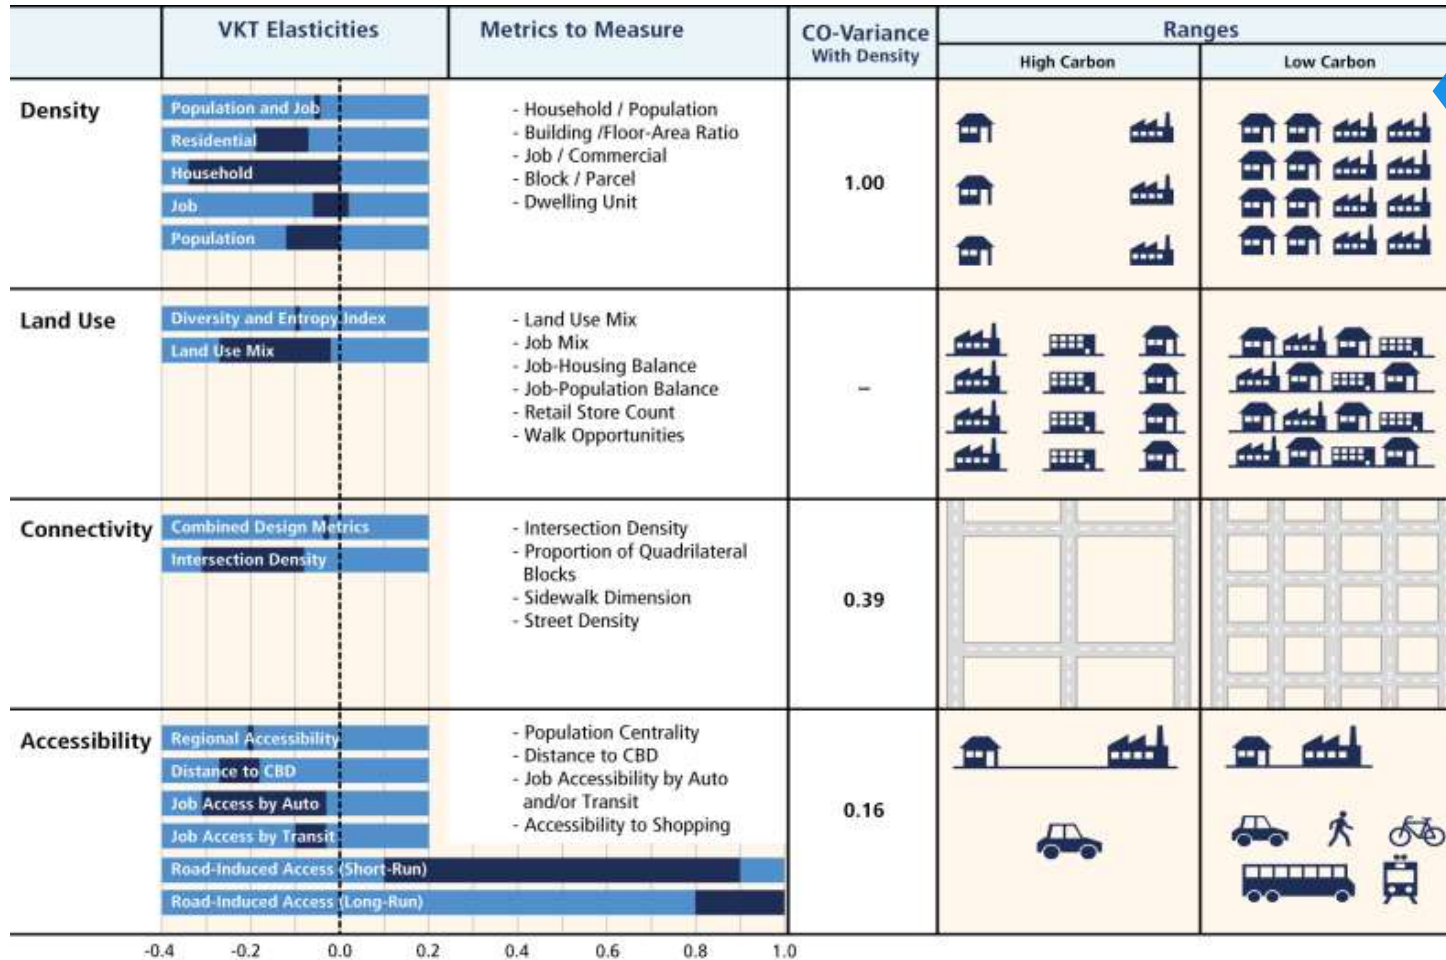 VKT Elasticities
Metrics to Measure
CO-Variance
With Density
Ranges
High Carbon
Low Carbon
Density
Population and Job
Residential
Household
Job
Population
- Household / Population
- Building /Floor-Area Ratio
- Job / Commercial
- Block / Parcel
- Dwelling Unit
1.00
Land Use
Diversity and Entropy Index
Land Use Mix
- Land Use Mix
- Job Mix
- Job-Housing Balance
- Job-Population Balance
- Retail Store Count
- Walk Opportunities
–
Connectivity
Combined Design Metrics
Intersection Density
- Intersection Density
- Proportion of Quadrilateral
Blocks
- Sidewalk Dimension
- Street Density
0.39
Accessibility
Regional Accessibility
Distance to CBD
Job Access by Auto
Job Access by Transit
Road-Induced Access (Short-Run)
Road-Induced Access (Long-Run)
- Population Centrality
- Distance to CBD
- Job Accessibility by Auto
and/or Transit
- Accessibility to Shopping
0.16
-0.4 -0.2 0.0 0.2 0.4 0.6 0.8 1.0